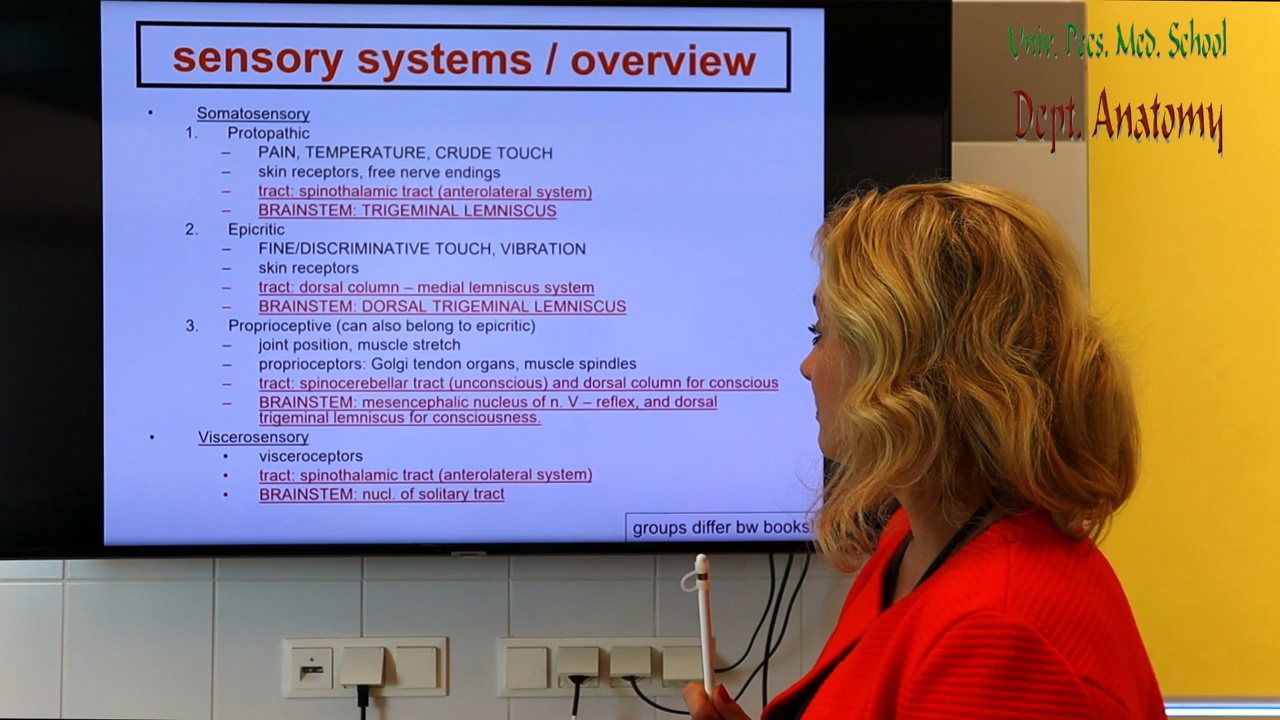 sensory systems / overview
• Somatosensory
1. Protopathic
– PAIN, TEMPERATURE, CRUDE TOUCH
– skin receptors, free nerve endings
– tract: spinothalamic tract (anterolateral system)
– BRAINSTEM: TRIGEMINAL LEMNISCUS
2. Epicritic
– FINE/DISCRIMINATIVE TOUCH, VIBRATION
– skin receptors
– tract: dorsal column – medial lemniscus system
– BRAINSTEM: DORSAL TRIGEMINAL LEMNISCUS
3. Proprioceptive (can also belong to epicritic)
– joint position, muscle stretch
– proprioceptors: Golgi tendon organs, muscle spindles
– tract: spinocerebellar tract (unconscious) and dorsal column for conscious
– BRAINSTEM: mesencephalic nucleus of n. V – reflex, and dorsal
trigeminal lemniscus for consciousness.
• Viscerosensory
• visceroceptors
• tract: spinothalamic tract (anterolateral system)
• BRAINSTEM: nucl. of solitary tract
groups differ bw books!
Univ. Pecs. Med. School
Dept. Anatomy